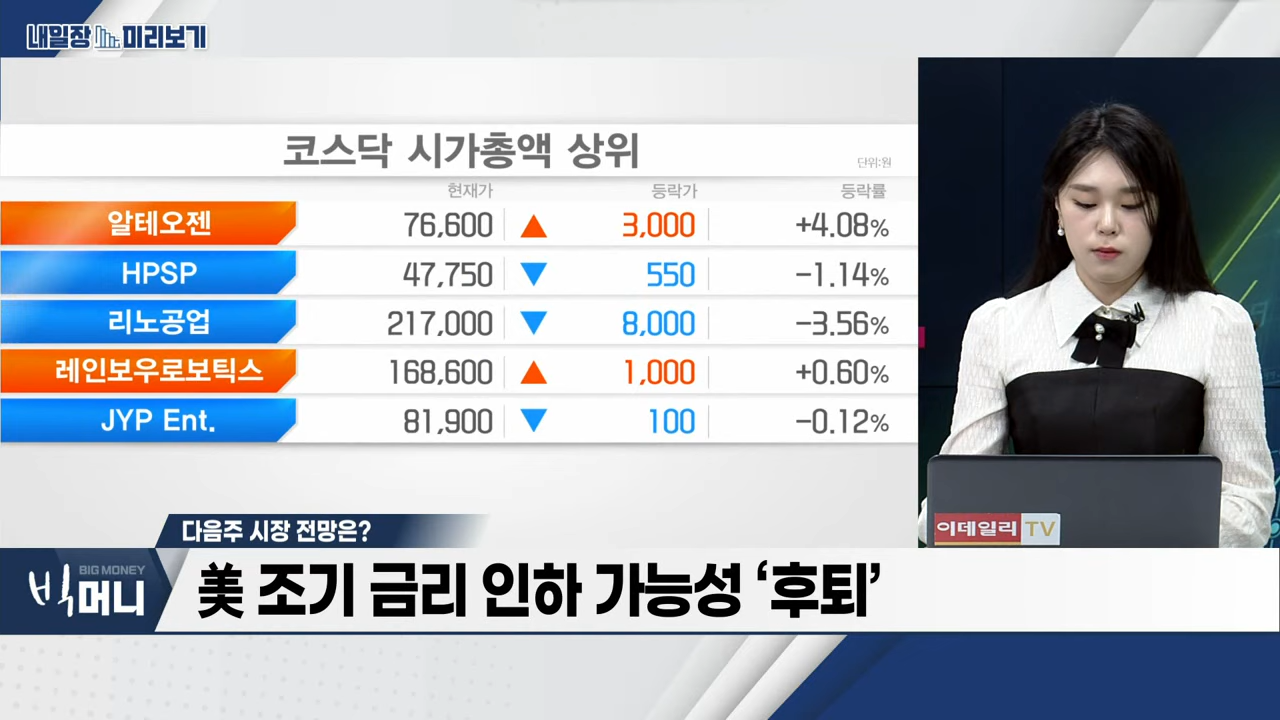 내일장 미리보기
코스닥 시가총액 상위
단위:원
현재가 등락가 등락률
알테오젠 76,600 ▲ 3,000 +4.08%
HPSP 47,750 ▼ 550 -1.14%
리노공업 217,000 ▼ 8,000 -3.56%
레인보우로보틱스 168,600 ▲ 1,000 +0.60%
JYP Ent. 81,900 ▼ 100 -0.12%
이데일리 TV
다음주 시장 전망은?
BIG MONEY
빅머니
美 조기 금리 인하 가능성 ‘후퇴’